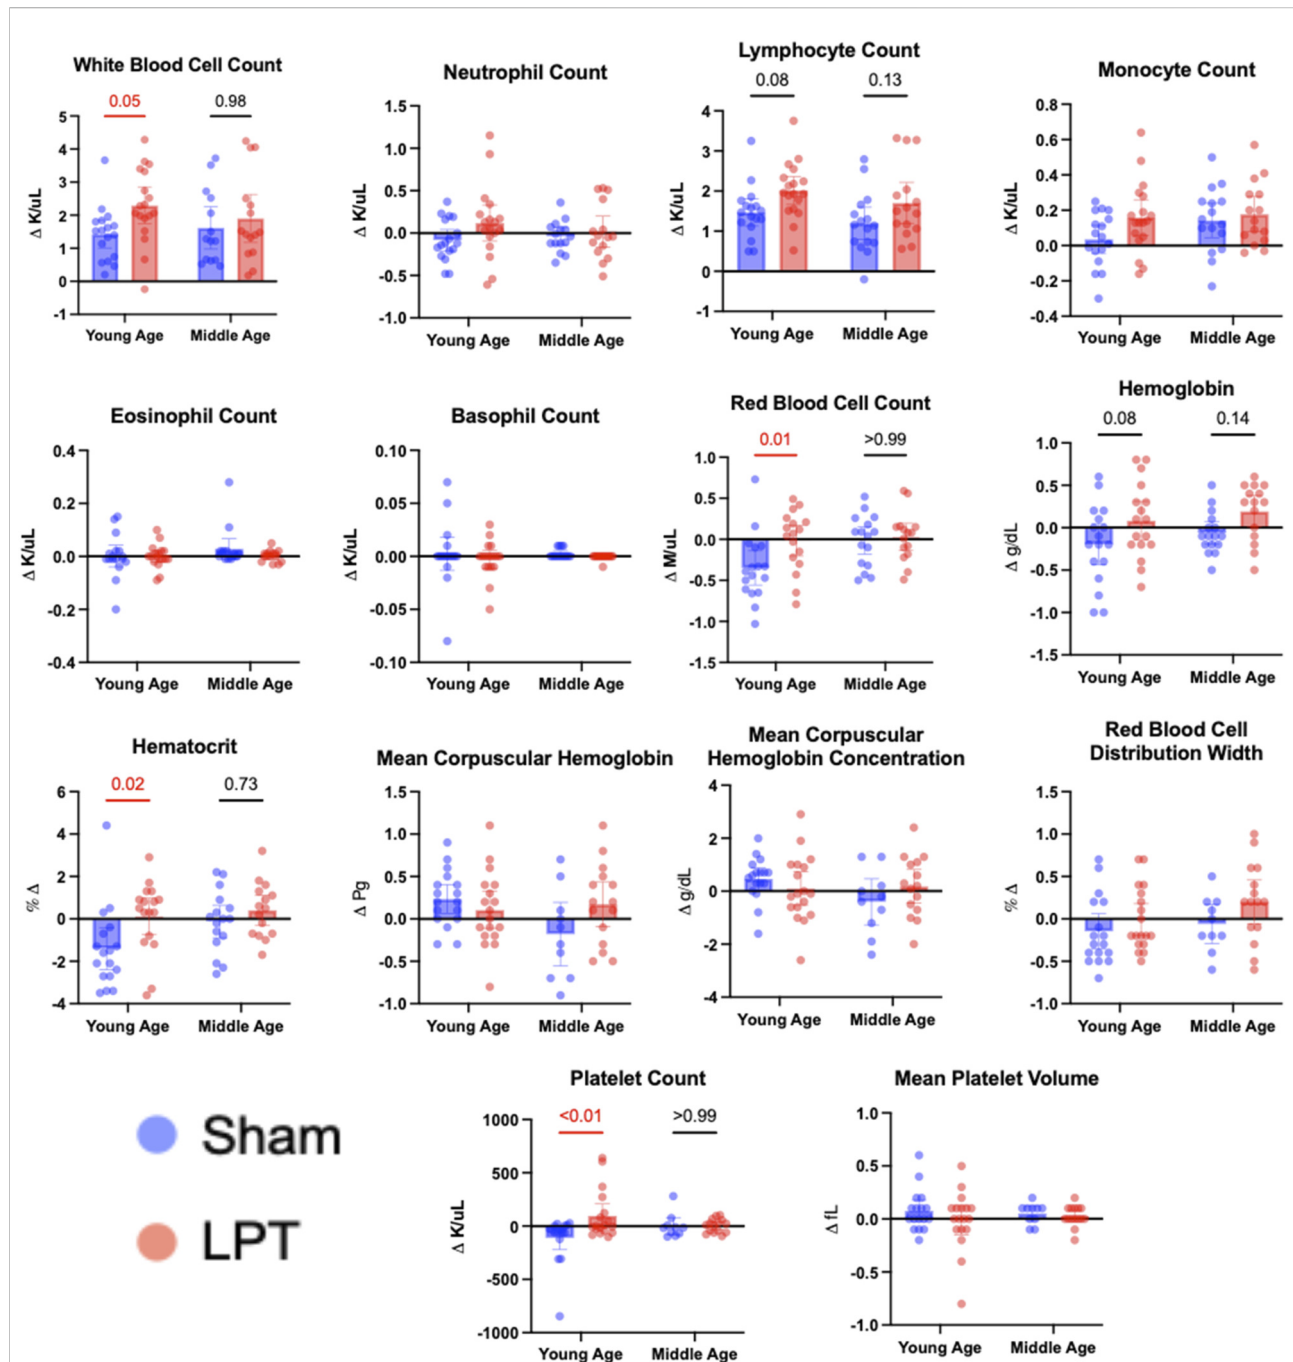 White Blood Cell Count
0.05
0.98
Δ K/uL
5
4
3
2
1
0
-1
Young Age
Middle Age
Neutrophil Count
Δ K/uL
1.5
1.0
0.5
0.0
-0.5
-1.0
Young Age
Middle Age
Lymphocyte Count
0.08
0.13
Δ K/uL
4
3
2
1
0
-1
Young Age
Middle Age
Monocyte Count
Δ K/uL
0.8
0.6
0.4
0.2
0.0
-0.2
-0.4
Young Age
Middle Age
Eosinophil Count
Δ K/uL
0.4
0.2
0.0
-0.2
-0.4
Young Age
Middle Age
Basophil Count
Δ K/uL
0.10
0.05
0.00
-0.05
-0.10
Young Age
Middle Age
Red Blood Cell Count
0.01
>0.99
Δ M/uL
1.0
0.5
0.0
-0.5
-1.0
-1.5
Young Age
Middle Age
Hemoglobin
0.08
0.14
Δ g/dL
1.0
0.5
0.0
-0.5
-1.0
-1.5
Young Age
Middle Age
Hematocrit
0.02
0.73
% Δ
6
4
2
0
-2
-4
Young Age
Middle Age
Mean Corpuscular Hemoglobin
Δ Pg
1.5
1.0
0.5
0.0
-0.5
-1.0
Young Age
Middle Age
Mean Corpuscular
Hemoglobin Concentration
Δ g/dL
4
2
0
-2
-4
Young Age
Middle Age
Red Blood Cell
Distribution Width
% Δ
1.5
1.0
0.5
0.0
-0.5
-1.0
Young Age
Middle Age
Sham
LPT
Platelet Count
<0.01
>0.99
Δ K/uL
1000
500
0
-500
-1000
Young Age
Middle Age
Mean Platelet Volume
Δ fL
1.0
0.5
0.0
-0.5
-1.0
Young Age
Middle Age